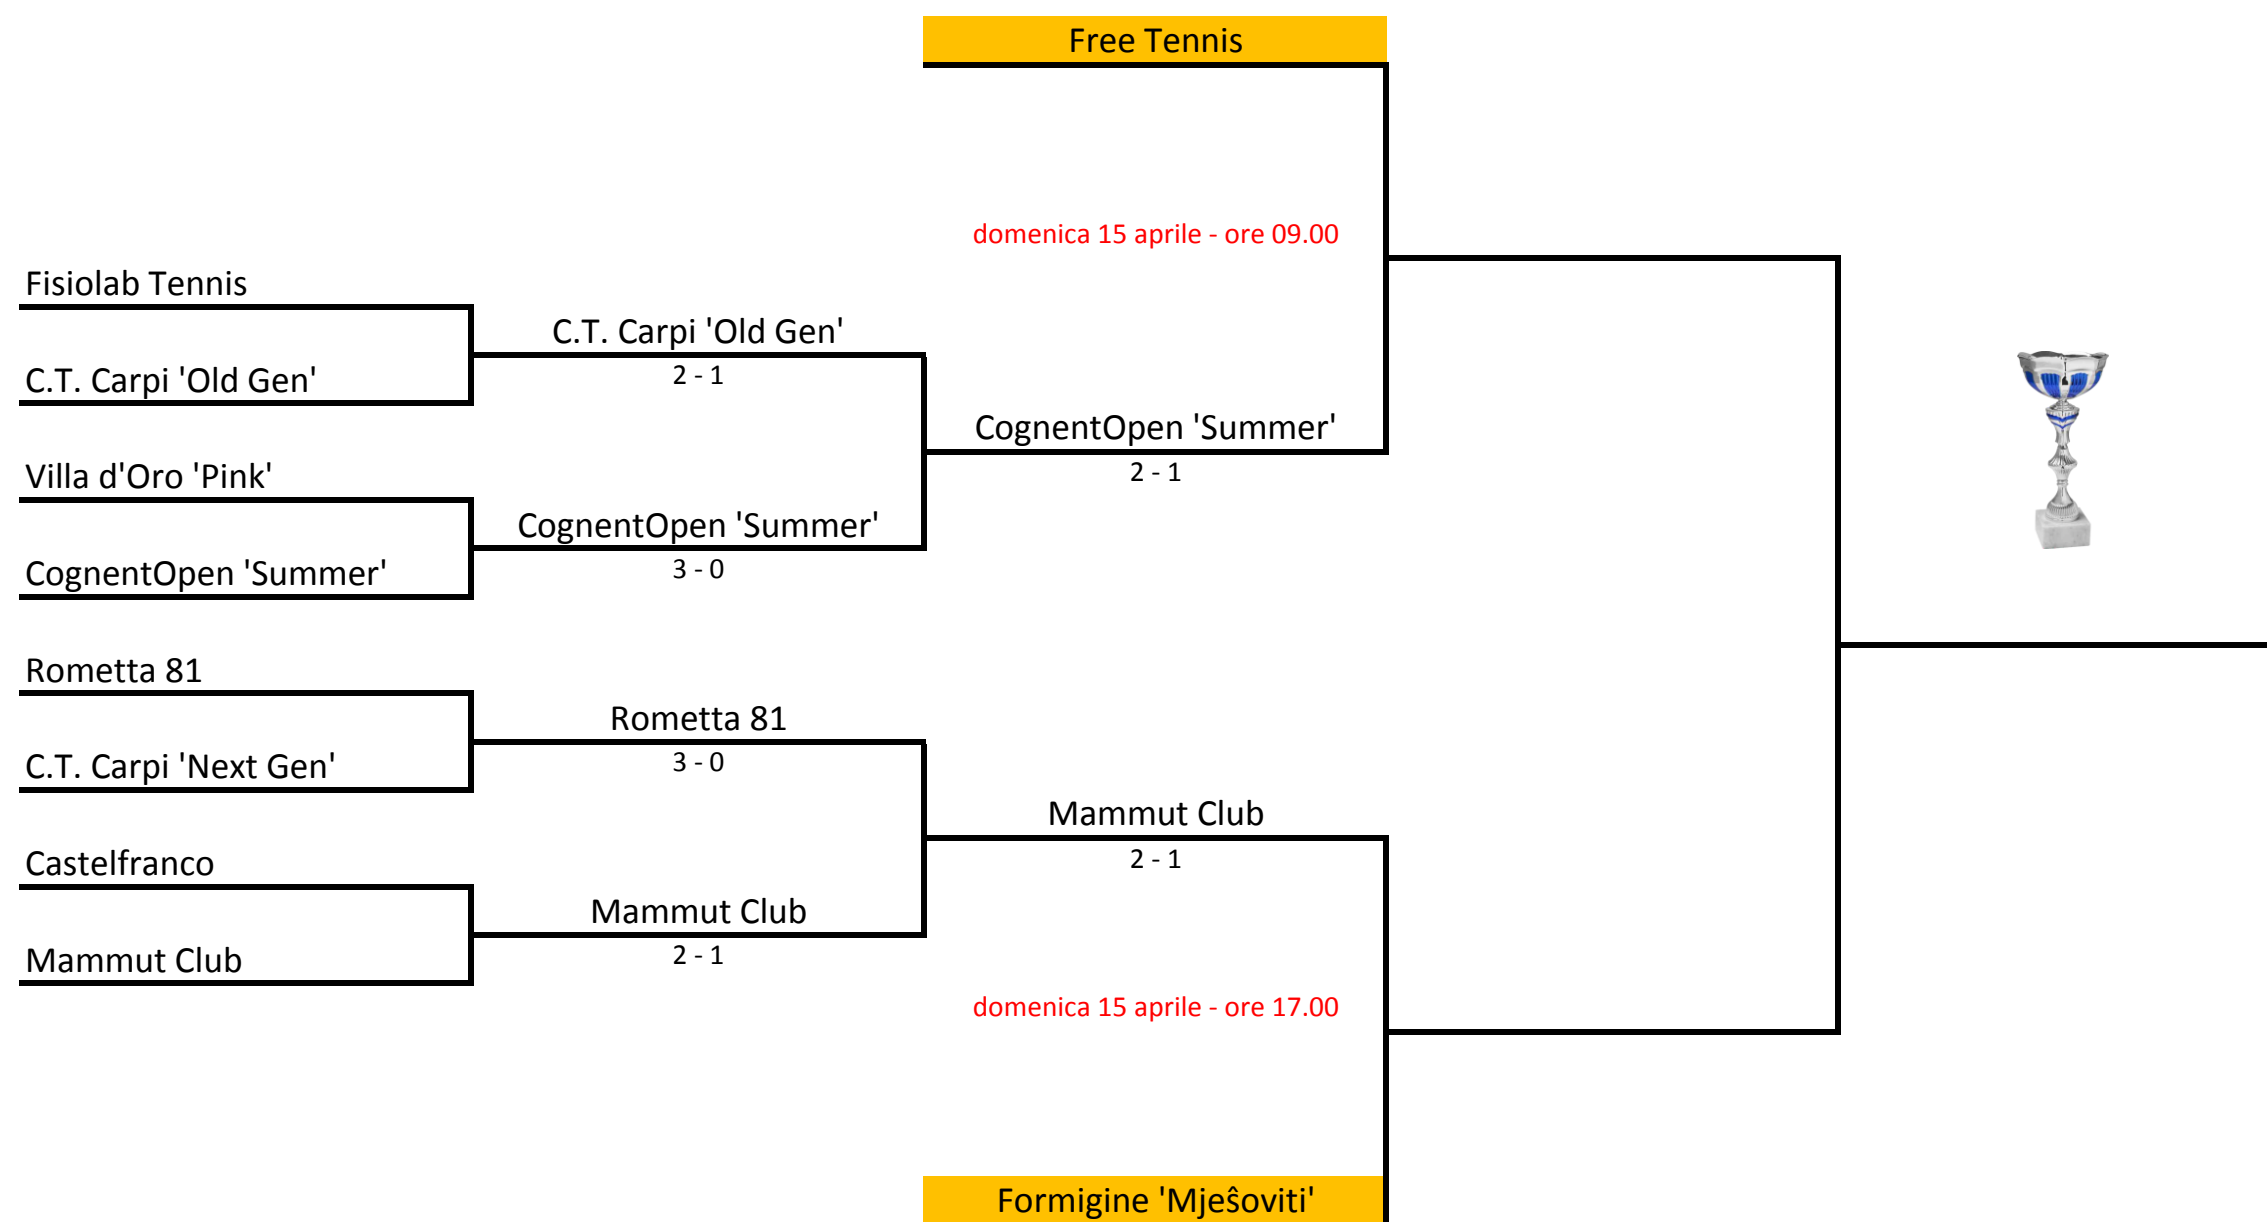 Free Tennis
domenica 15 aprile - ore 09.00
Fisiolab Tennis
C.T. Carpi 'Old Gen'
2 - 1
C.T. Carpi 'Old Gen'
CognentOpen 'Summer'
2 - 1
Villa d'Oro 'Pink'
CognentOpen 'Summer'
3 - 0
CognentOpen 'Summer'
Rometta 81
Rometta 81
3 - 0
C.T. Carpi 'Next Gen'
Mammut Club
2 - 1
Castelfranco
Mammut Club
2 - 1
Mammut Club
domenica 15 aprile - ore 17.00
Formigine 'Mjeŝoviti'